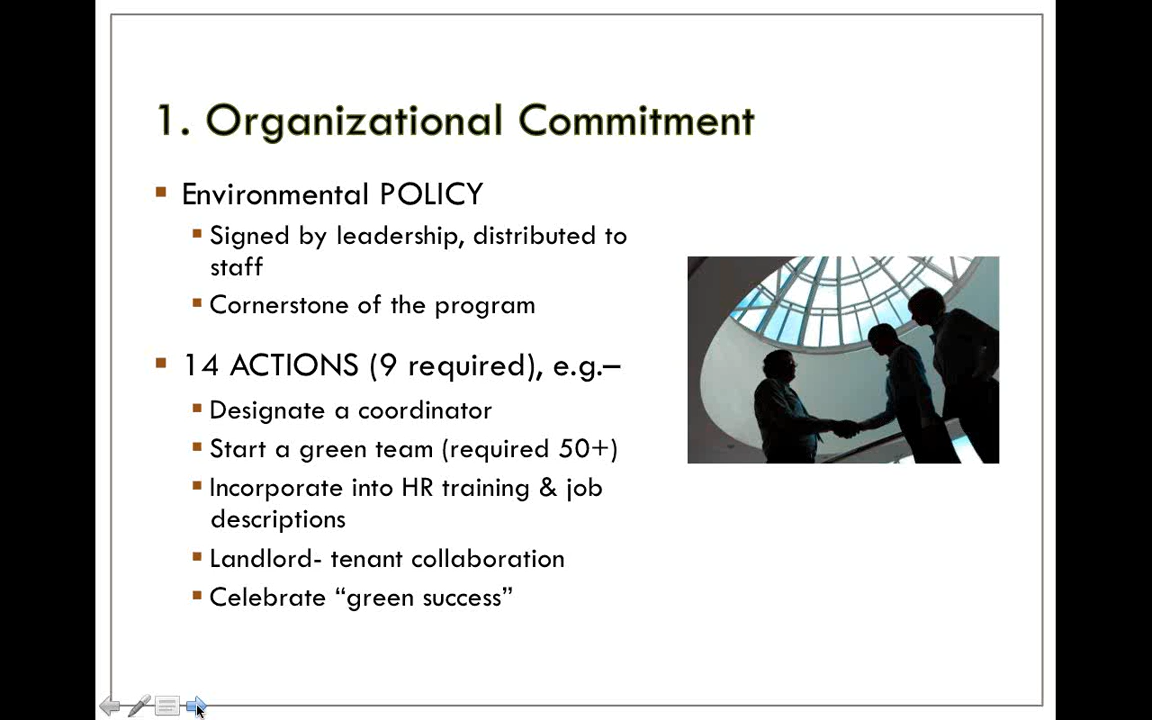 1. Organizational Commitment
Environmental POLICY
Signed by leadership, distributed to
staff
Cornerstone of the program
14 ACTIONS (9 required), e.g.–
Designate a coordinator
Start a green team (required 50+)
Incorporate into HR training & job
descriptions
Landlord- tenant collaboration
Celebrate “green success”